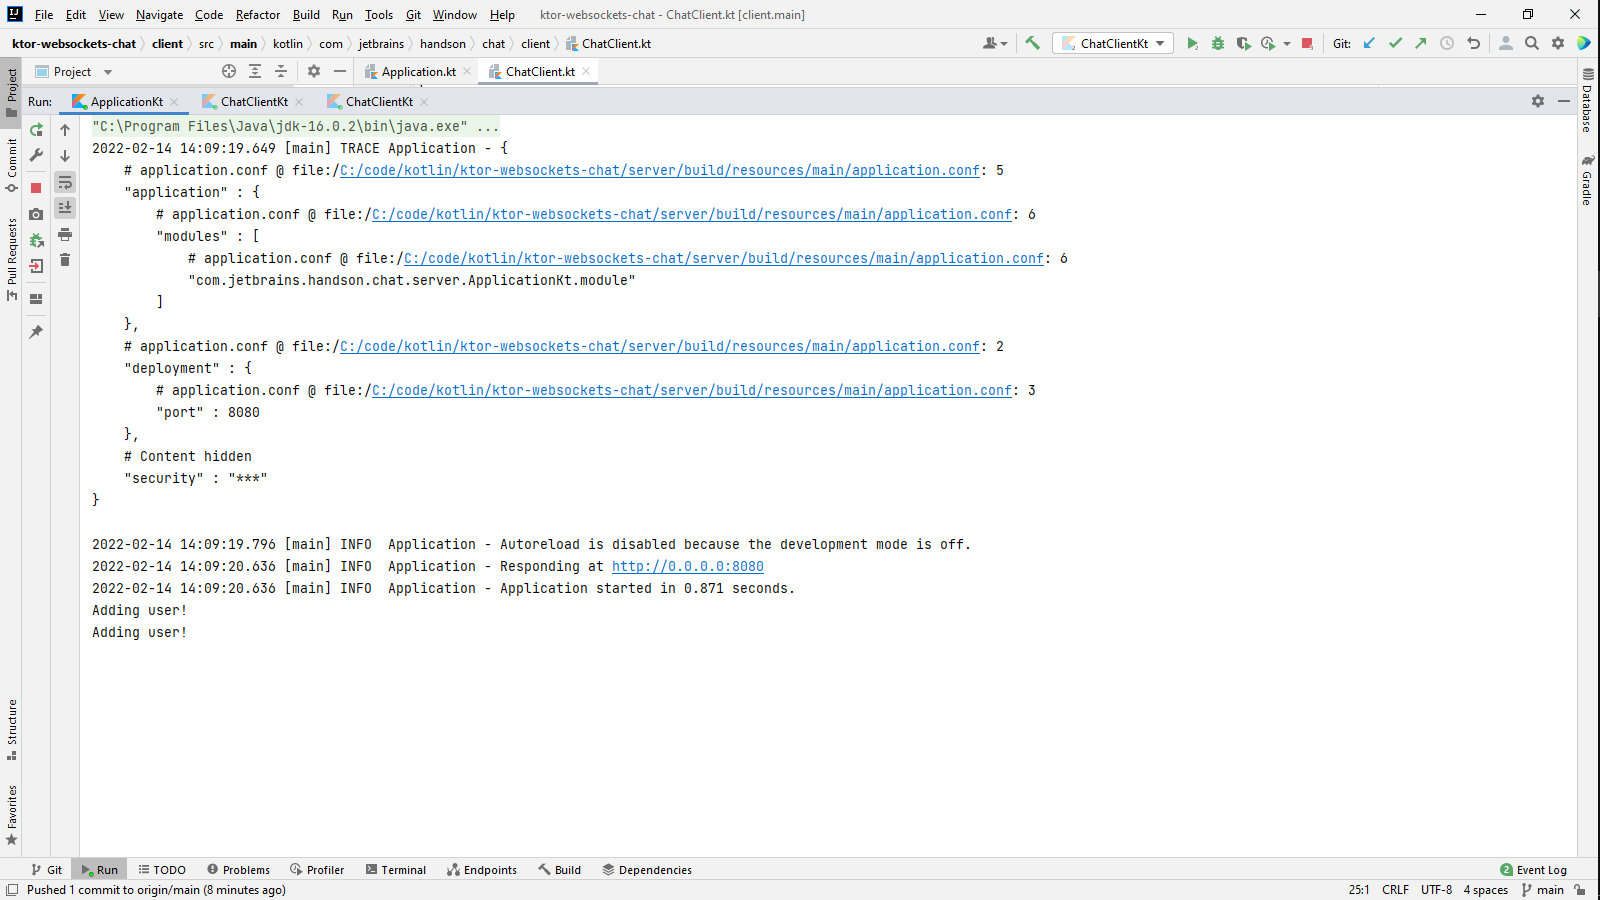 File Edit View Navigate Code Refactor Build Run Tools Git Window Help ktor-websockets-chat - ChatClient.kt [client.main]
ktor-websockets-chat client src main kotlin com jetbrains handson chat client ChatClient.kt ChatClientKt Git:
Project Application.kt ChatClient.kt
Run: ApplicationKt ChatClientKt ChatClientKt
"C:\Program Files\Java\jdk-16.0.2\bin\java.exe" ...
2022-02-14 14:09:19.649 [main] TRACE Application - {
# application.conf @ file:/C:/code/kotlin/ktor-websockets-chat/server/build/resources/main/application.conf: 5
"application" : {
# application.conf @ file:/C:/code/kotlin/ktor-websockets-chat/server/build/resources/main/application.conf: 6
"modules" : [
# application.conf @ file:/C:/code/kotlin/ktor-websockets-chat/server/build/resources/main/application.conf: 6
"com.jetbrains.handson.chat.server.ApplicationKt.module"
]
},
# application.conf @ file:/C:/code/kotlin/ktor-websockets-chat/server/build/resources/main/application.conf: 2
"deployment" : {
# application.conf @ file:/C:/code/kotlin/ktor-websockets-chat/server/build/resources/main/application.conf: 3
"port" : 8080
},
# Content hidden
"security" : "***"
}
2022-02-14 14:09:19.796 [main] INFO  Application - Autoreload is disabled because the development mode is off.
2022-02-14 14:09:20.636 [main] INFO  Application - Responding at http://0.0.0.0:8080
2022-02-14 14:09:20.636 [main] INFO  Application - Application started in 0.871 seconds.
Adding user!
Adding user!
Project
Commit
Pull Requests
Structure
Favorites
Database
Gradle
Git Run TODO Problems Profiler Terminal Endpoints Build Dependencies 2 Event Log
Pushed 1 commit to origin/main (8 minutes ago) 25:1 CRLF UTF-8 4 spaces main